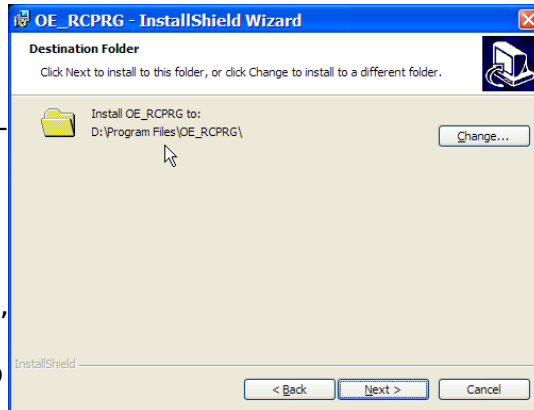 OE_RCPRG - InstallShield Wizard
Destination Folder
Click Next to install to this folder, or click Change to install to a different folder.
Install OE_RCPRG to:
D:\Program Files\OE_RCPRG\
Change...
InstallShield
< Back
Next >
Cancel